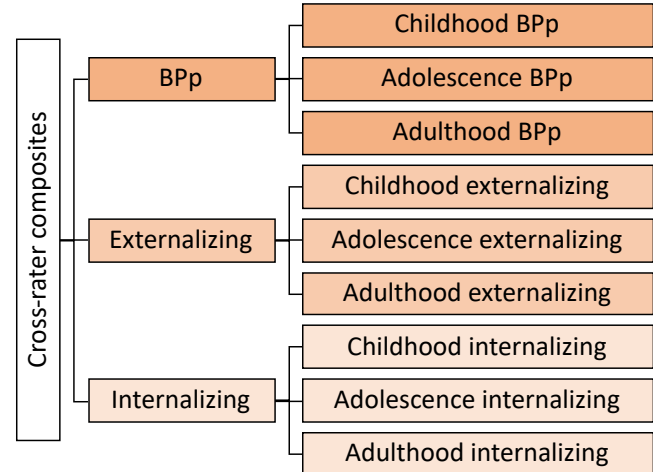 Cross-rater composites
BPp
Childhood BPp
Adolescence BPp
Adulthood BPp
Externalizing
Childhood externalizing
Adolescence externalizing
Adulthood externalizing
Internalizing
Childhood internalizing
Adolescence internalizing
Adulthood internalizing